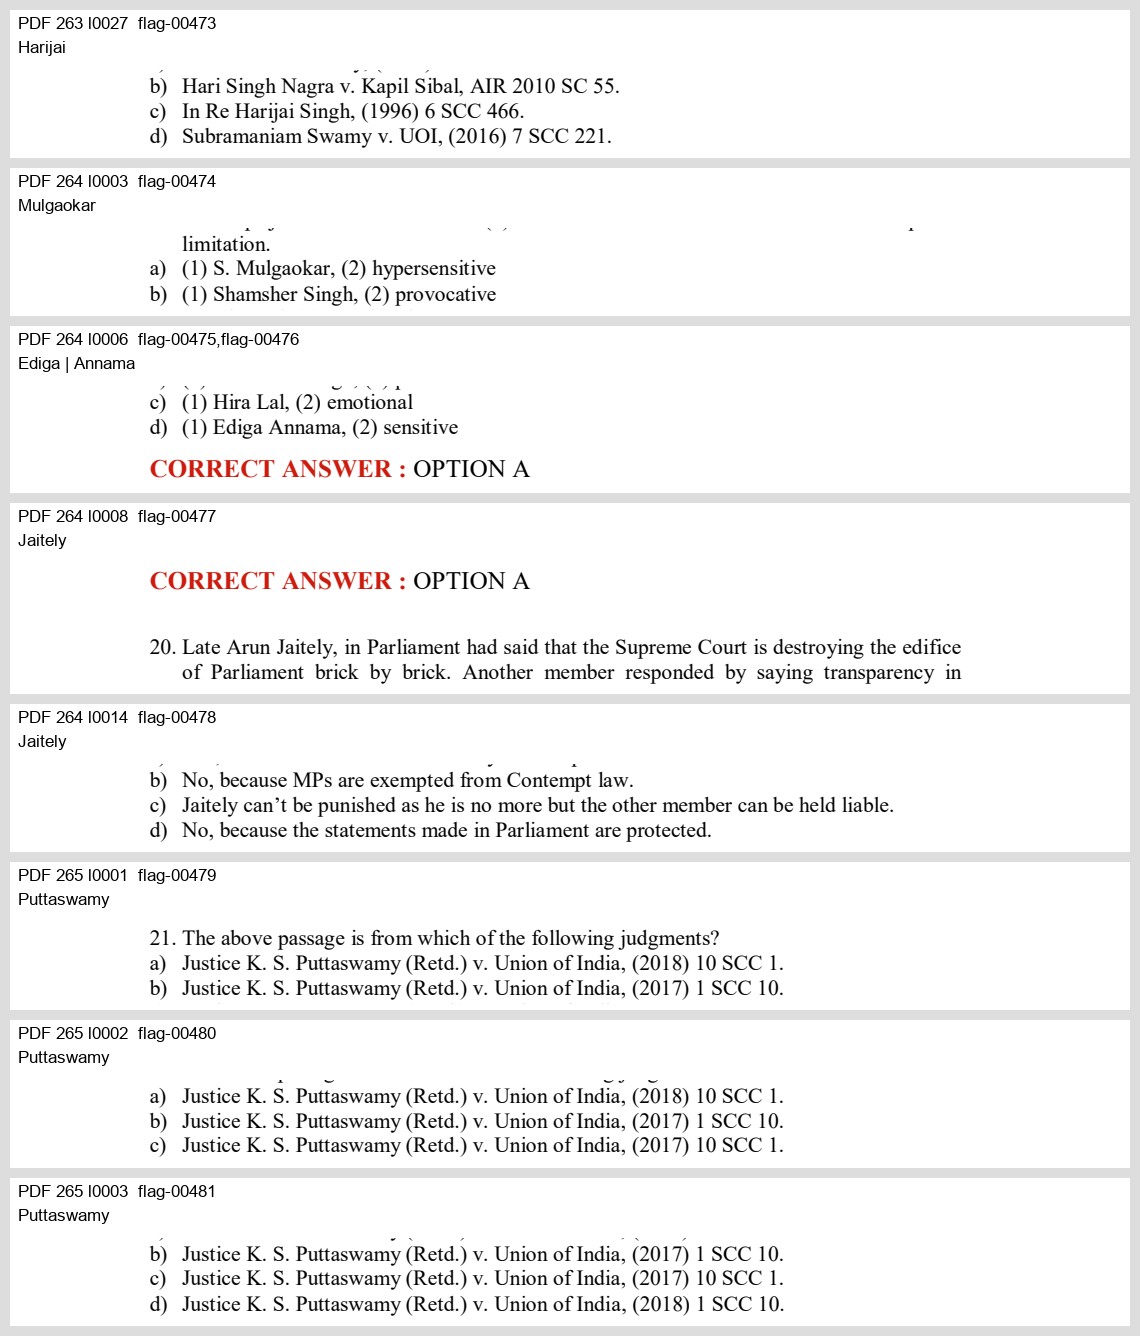 PDF 263 l0027 flag-00473
Harijai
b) Hari Singh Nagra v. Kapil Sibal, AIR 2010 SC 55.
c) In Re Harijai Singh, (1996) 6 SCC 466.
d) Subramaniam Swamy v. UOI, (2016) 7 SCC 221.
PDF 264 l0003 flag-00474
Mulgaokar
limitation.
a) (1) S. Mulgaokar, (2) hypersensitive
b) (1) Shamsher Singh, (2) provocative
PDF 264 l0006 flag-00475,flag-00476
Ediga | Annama
c) (1) Hira Lal, (2) emotional
d) (1) Ediga Annama, (2) sensitive
CORRECT ANSWER : OPTION A
PDF 264 l0008 flag-00477
Jaitely
CORRECT ANSWER : OPTION A
20. Late Arun Jaitely, in Parliament had said that the Supreme Court is destroying the edifice
of Parliament brick by brick. Another member responded by saying transparency in
PDF 264 l0014 flag-00478
Jaitely
b) No, because MPs are exempted from Contempt law.
c) Jaitely can’t be punished as he is no more but the other member can be held liable.
d) No, because the statements made in Parliament are protected.
PDF 265 l0001 flag-00479
Puttaswamy
21. The above passage is from which of the following judgments?
a) Justice K. S. Puttaswamy (Retd.) v. Union of India, (2018) 10 SCC 1.
b) Justice K. S. Puttaswamy (Retd.) v. Union of India, (2017) 1 SCC 10.
PDF 265 l0002 flag-00480
Puttaswamy
a) Justice K. S. Puttaswamy (Retd.) v. Union of India, (2018) 10 SCC 1.
b) Justice K. S. Puttaswamy (Retd.) v. Union of India, (2017) 1 SCC 10.
c) Justice K. S. Puttaswamy (Retd.) v. Union of India, (2017) 10 SCC 1.
PDF 265 l0003 flag-00481
Puttaswamy
b) Justice K. S. Puttaswamy (Retd.) v. Union of India, (2017) 1 SCC 10.
c) Justice K. S. Puttaswamy (Retd.) v. Union of India, (2017) 10 SCC 1.
d) Justice K. S. Puttaswamy (Retd.) v. Union of India, (2018) 1 SCC 10.